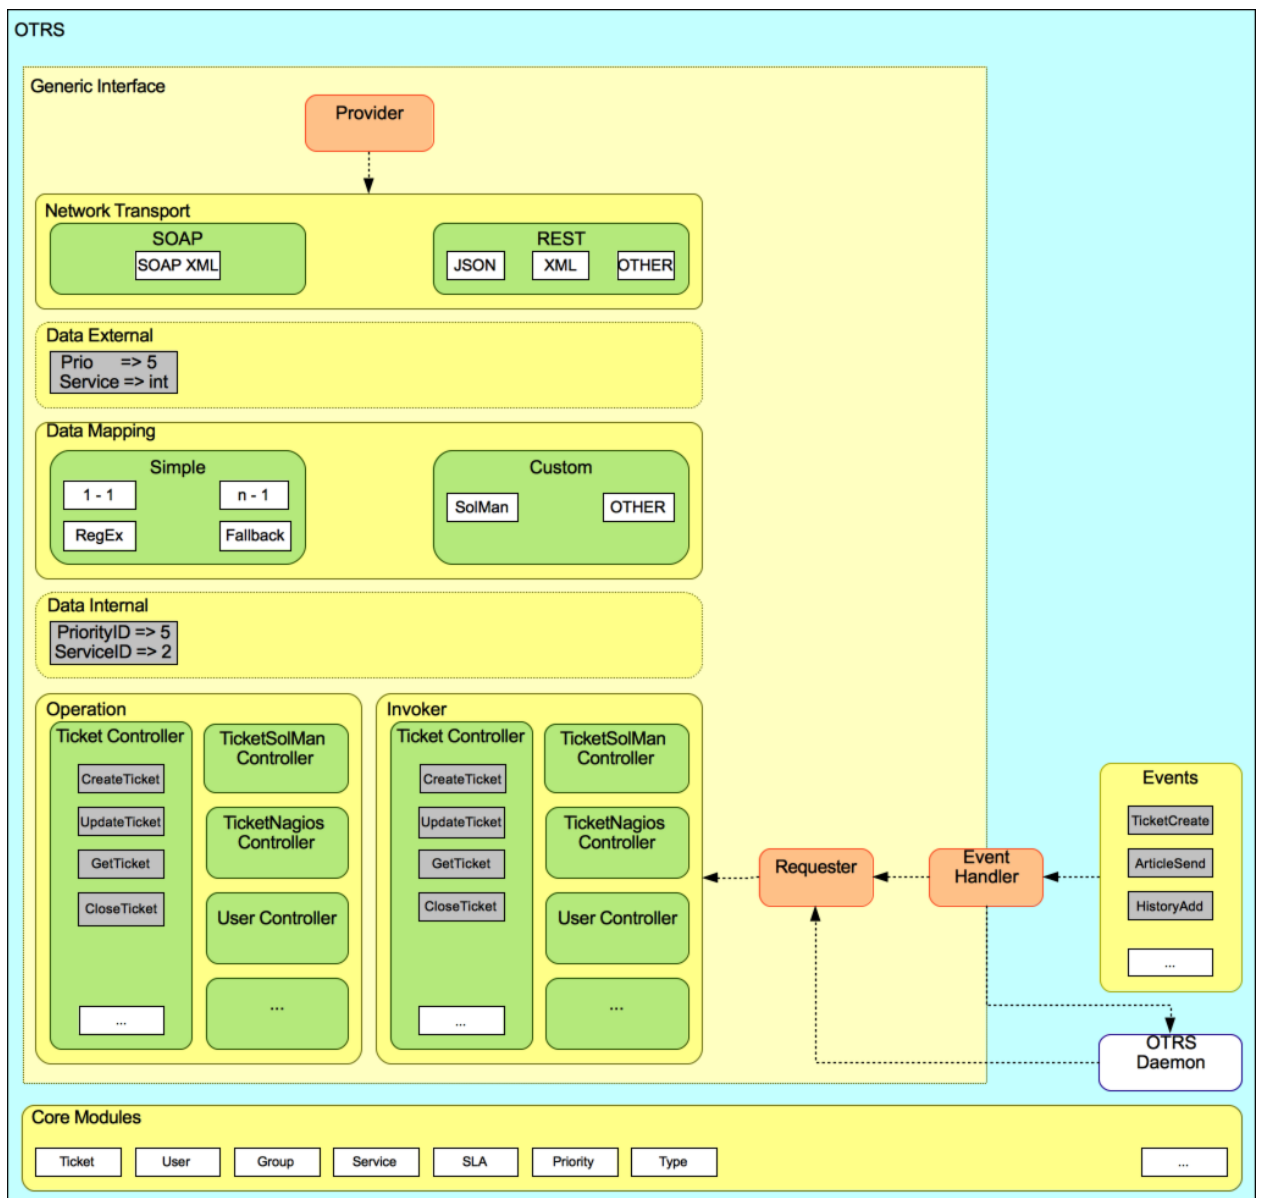 OTRS
Generic Interface
Provider
Network Transport
SOAP
SOAP XML
REST
JSON
XML
OTHER
Data External
Prio => 5
Service => int
Data Mapping
Simple
1 - 1
n - 1
RegEx
Fallback
Custom
SolMan
OTHER
Data Internal
PriorityID => 5
ServiceID => 2
Operation
Ticket Controller
CreateTicket
UpdateTicket
GetTicket
CloseTicket
...
TicketSolMan
Controller
TicketNagios
Controller
User Controller
...
Invoker
Ticket Controller
CreateTicket
UpdateTicket
GetTicket
CloseTicket
...
TicketSolMan
Controller
TicketNagios
Controller
User Controller
...
Requester
Event
Handler
Events
TicketCreate
ArticleSend
HistoryAdd
...
OTRS
Daemon
Core Modules
Ticket
User
Group
Service
SLA
Priority
Type
...